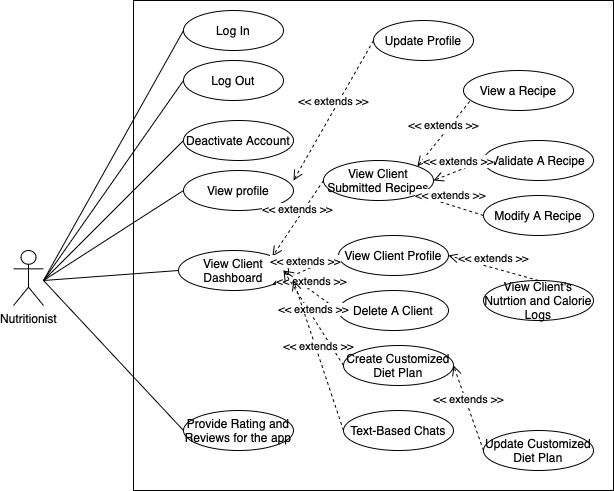 Log In
Update Profile
Log Out
View a Recipe
<< extends >>
<< extends >>
Deactivate Account
<< extends >>
Validate A Recipe
View Client
Submitted Recipes
View profile
<< extends >>
<< extends >>
Modify A Recipe
View Client Profile
<< extends >>
View Client
Dashboard
<< extends >>
<< extends >>
View Client's
Nutrtion and Calorie
Logs
Nutritionist
<< extends >>
Delete A Client
<< extends >>
Create Customized
Diet Plan
<< extends >>
Provide Rating and
Reviews for the app
Text-Based Chats
Update Customized
Diet Plan